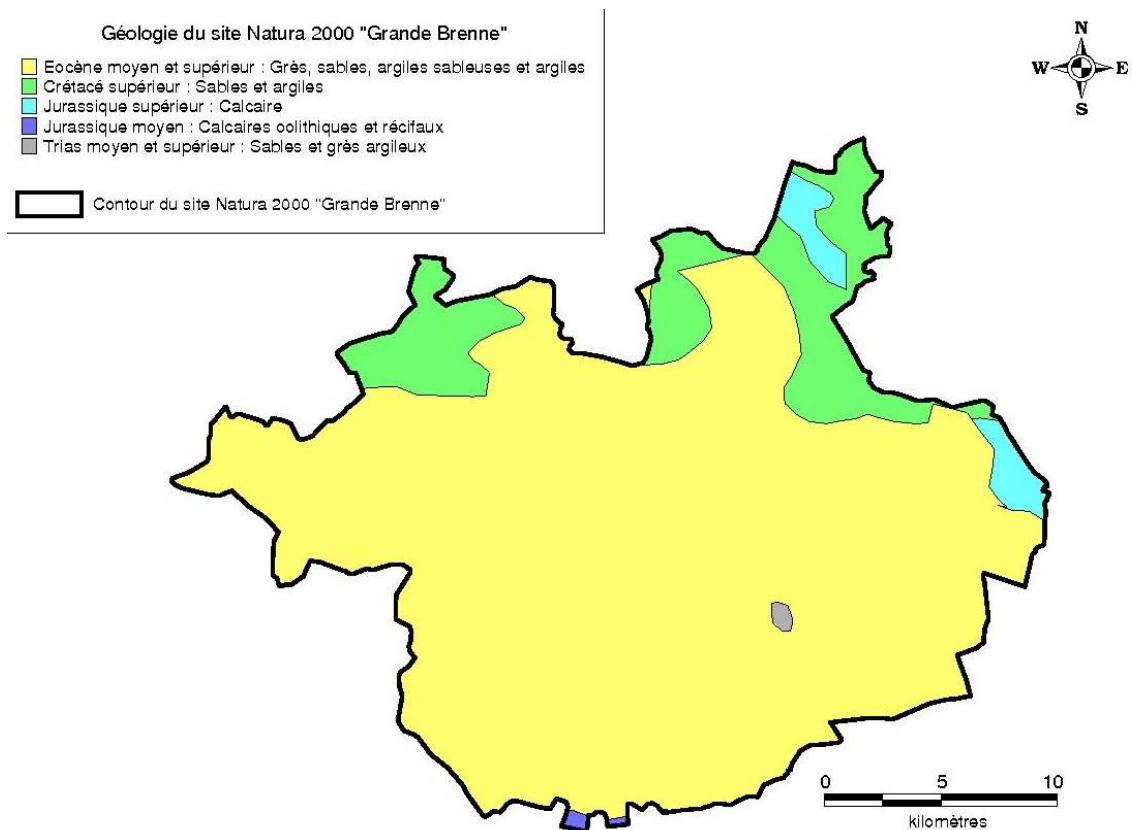 Géologie du site Natura 2000 "Grande Brenne"
Eocène moyen et supérieur : Grès, sables, argiles sableuses et argiles
Crétacé supérieur : Sables et argiles
Jurassique supérieur : Calcaire
Jurassique moyen : Calcaires oolithiques et récifaux
Trias moyen et supérieur : Sables et grès argileux
Contour du site Natura 2000 "Grande Brenne"
N
W E
S
0 5 10
kilomètres